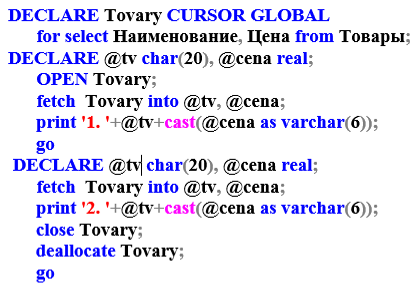 DECLARE Tovary CURSOR GLOBAL
for select Наименование, Цена from Товары;
DECLARE @tv char(20), @cena real;
OPEN Tovary;
fetch  Tovary into @tv, @cena;
print '1. '+@tv+cast(@cena as varchar(6));
go
DECLARE @tv char(20), @cena real;
fetch  Tovary into @tv, @cena;
print '2. '+@tv+cast(@cena as varchar(6));
close Tovary;
deallocate Tovary;
go